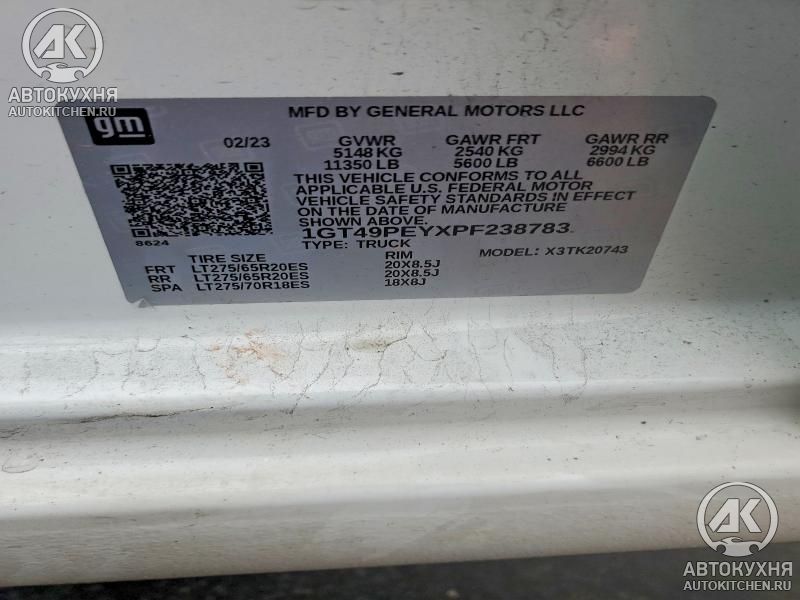 AK
АВТОКУХНЯ
AUTOKITCHEN.RU
gm
MFD BY GENERAL MOTORS LLC
02/23 GVWR GAWR FRT GAWR RR
5148 KG 2540 KG 2994 KG
11350 LB 5600 LB 6600 LB
THIS VEHICLE CONFORMS TO ALL
APPLICABLE U.S. FEDERAL MOTOR
VEHICLE SAFETY STANDARDS IN EFFECT
ON THE DATE OF MANUFACTURE
SHOWN ABOVE.
1GT49PEYXPF238783
8624 TYPE: TRUCK MODEL: X3TK20743
TIRE SIZE RIM
FRT LT275/65R20ES 20X8.5J
RR LT275/65R20ES 20X8.5J
SPA LT275/70R18ES 18X8J
AK
АВТОКУХНЯ
AUTOKITCHEN.RU